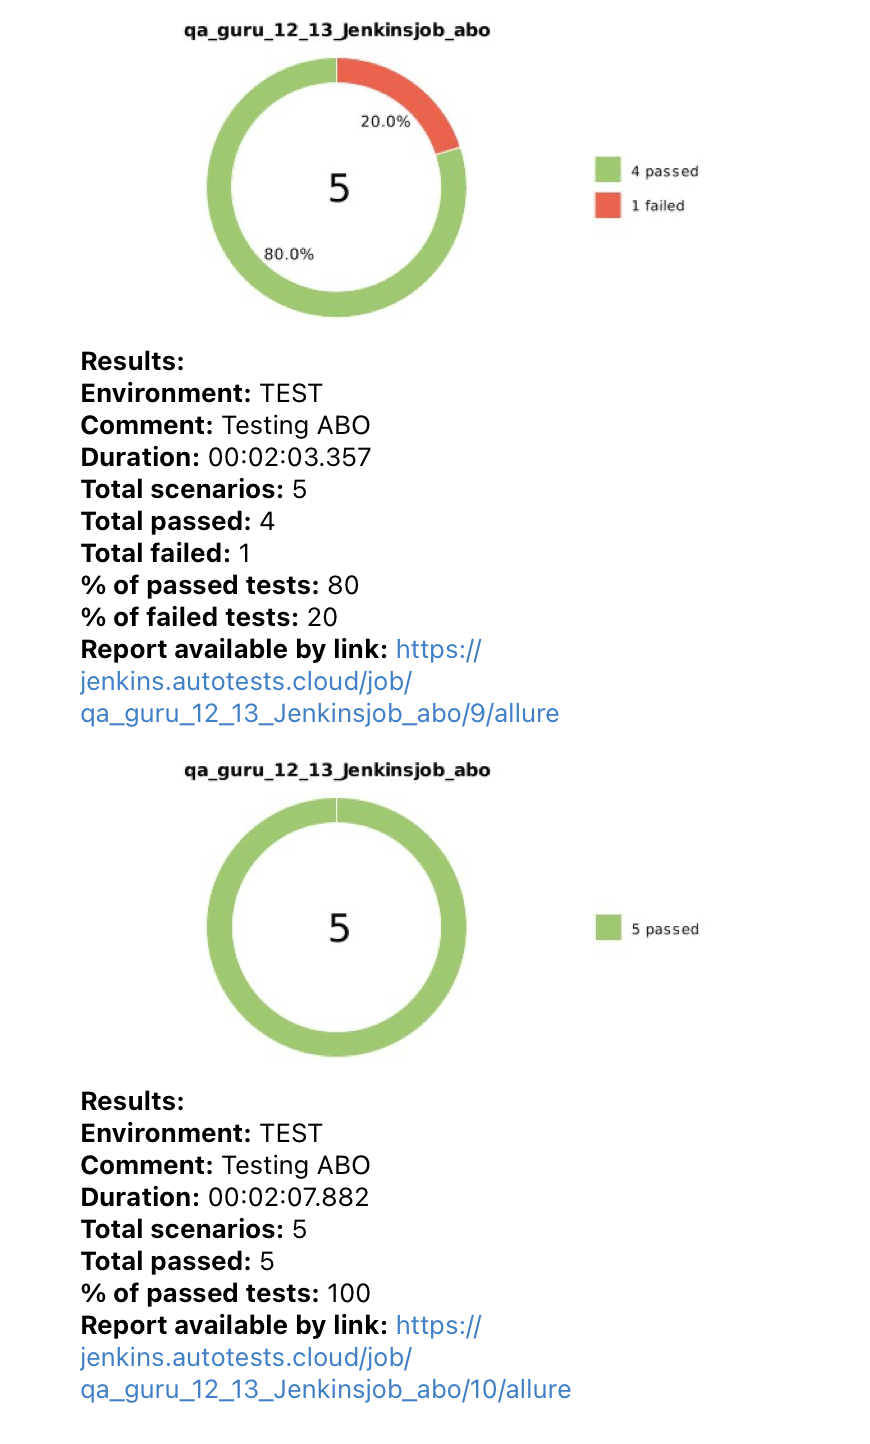 qa_guru_12_13_Jenkinsjob_abo
20.0%
5
80.0%
4 passed
1 failed
Results:
Environment: TEST
Comment: Testing ABO
Duration: 00:02:03.357
Total scenarios: 5
Total passed: 4
Total failed: 1
% of passed tests: 80
% of failed tests: 20
Report available by link: https://
jenkins.autotests.cloud/job/
qa_guru_12_13_Jenkinsjob_abo/9/allure
qa_guru_12_13_Jenkinsjob_abo
5
5 passed
Results:
Environment: TEST
Comment: Testing ABO
Duration: 00:02:07.882
Total scenarios: 5
Total passed: 5
% of passed tests: 100
Report available by link: https://
jenkins.autotests.cloud/job/
qa_guru_12_13_Jenkinsjob_abo/10/allure